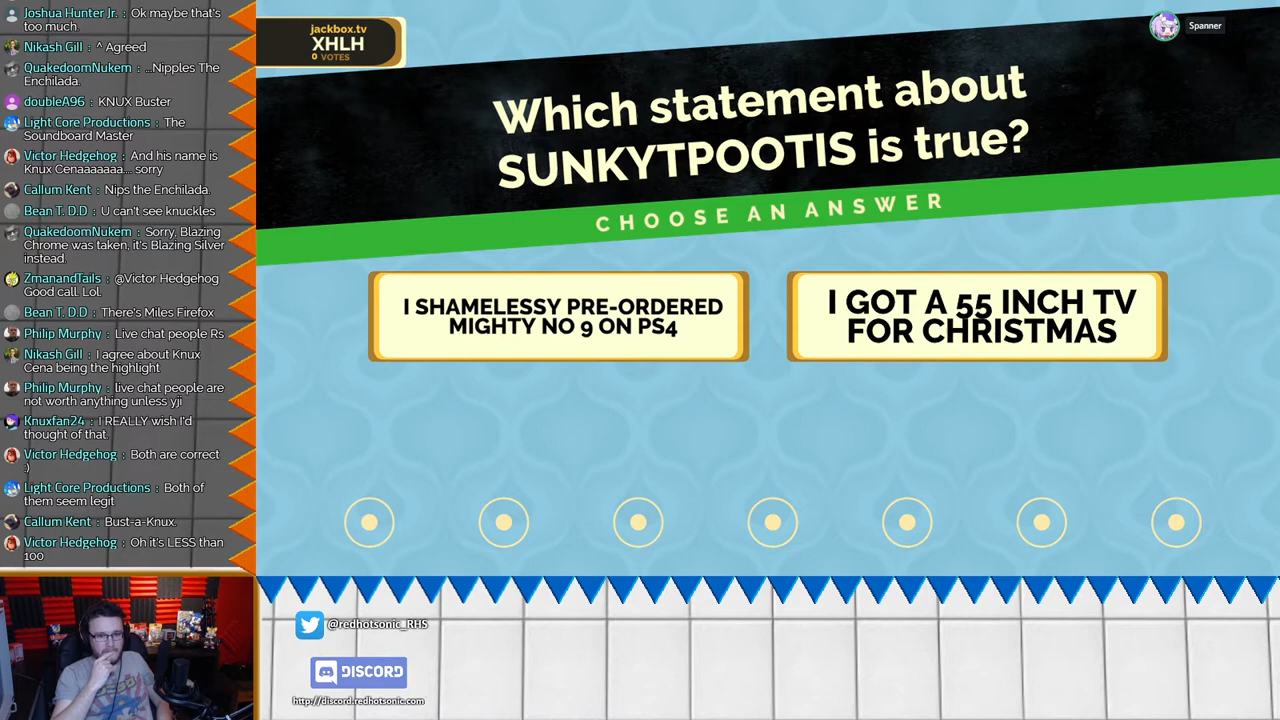 Joshua Hunter Jr. : Ok maybe that's
too much.
Nikash Gill : ^ Agreed
QuakedoomNukem : ...Nipples The
Enchilada.
doubleA96 : KNUX Buster
Light Core Productions : The
Soundboard Master
Victor Hedgehog : And his name is
Knux Cenaaaaaa.... sorry
Callum Kent : Nips the Enchilada.
Bean T. D.D : U can't see knuckles
QuakedoomNukem : Sorry, Blazing
Chrome was taken, it's Blazing Silver
instead.
ZmanandTails : @Victor Hedgehog
Good call. Lol.
Bean T. D.D : There's Mozilla Firefox
Philip Murphy : Live chat people Rs
Nikash Gill : I agree about Knux
Cena being the highlight
Philip Murphy : live chat people are
not worth anything unless yji
Knuxfan24 : I REALLY wish I'd
thought of that.
Victor Hedgehog : Both are correct
:)
Light Core Productions : Both of
them seem legit
Callum Kent : Bust-a-Knux.
Victor Hedgehog : Oh it's LESS than
100
jackbox.tv
XHLH
0 VOTES
Spanner
Which statement about
SUNKYTPOOTIS is true?
CHOOSE AN ANSWER
I SHAMELESSY PRE-ORDERED
MIGHTY NO 9 ON PS4
I GOT A 55 INCH TV
FOR CHRISTMAS
@redhotsonic_RHS
DISCORD
http://discord.redhotsonic.com